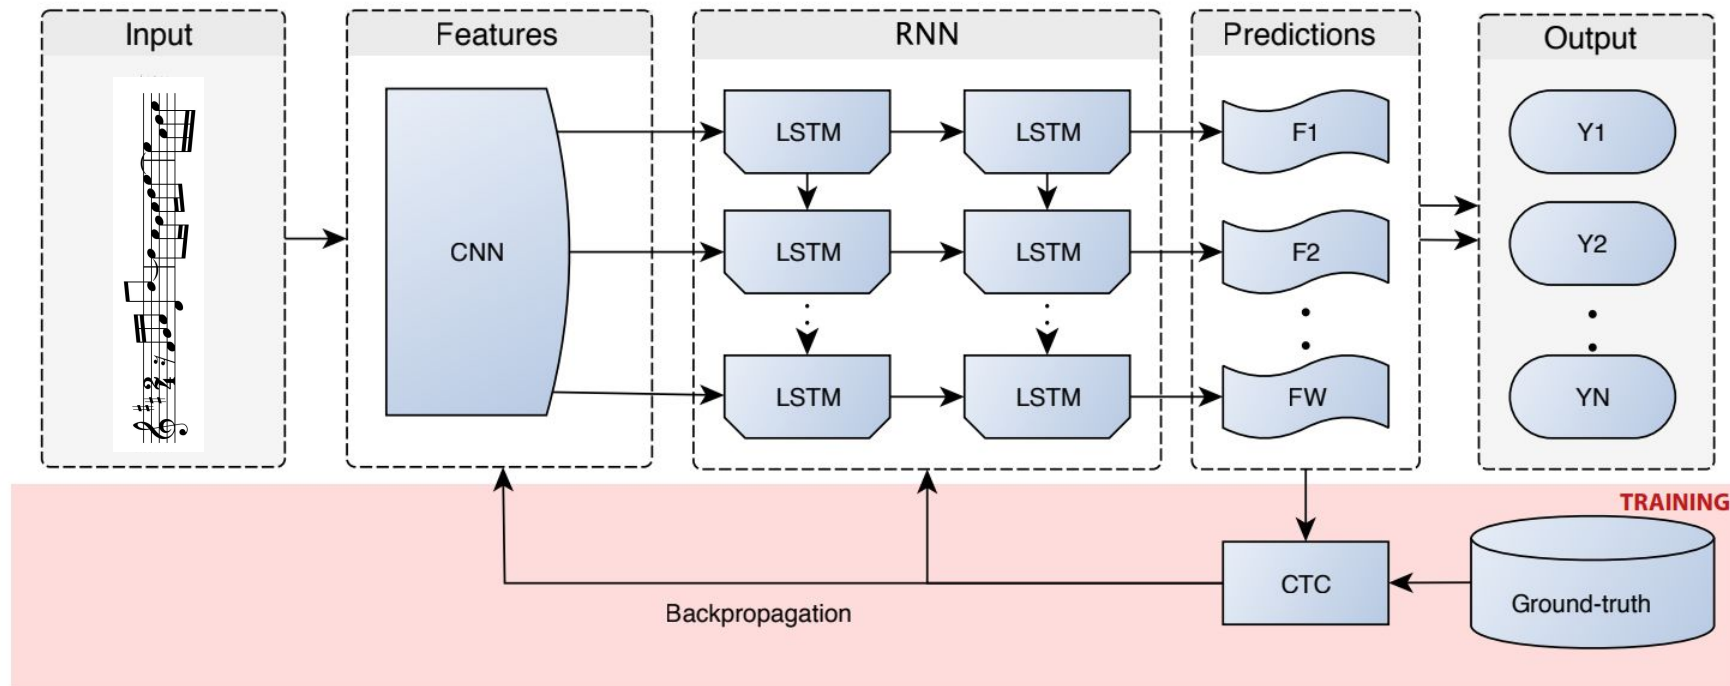 Input
Features
RNN
Predictions
Output
CNN
LSTM
LSTM
F1
Y1
LSTM
LSTM
F2
Y2
LSTM
LSTM
FW
YN
TRAINING
CTC
Ground-truth
Backpropagation